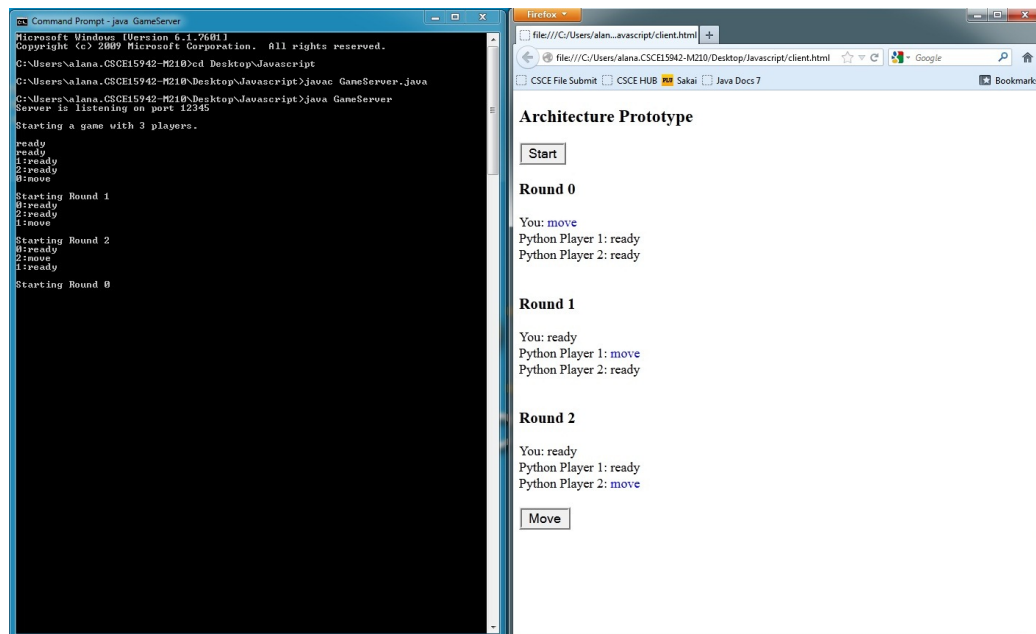 Command Prompt - java GameServer
Microsoft Windows [Version 6.1.7601]
Copyright (c) 2009 Microsoft Corporation.  All rights reserved.
C:\Users\alana.CSCE15942-M210>cd Desktop\Javascript
C:\Users\alana.CSCE15942-M210\Desktop\Javascript>javac GameServer.java
C:\Users\alana.CSCE15942-M210\Desktop\Javascript>java GameServer
Server is listening on port 12345
Starting a game with 3 players.
ready
ready
1:ready
2:ready
0:move
Starting Round 1
0:ready
2:ready
1:move
Starting Round 2
0:ready
2:move
1:ready
Starting Round 0
Firefox
file:///C:/Users/alan...avascript/client.html
file:///C:/Users/alana.CSCE15942-M210/Desktop/Javascript/client.html
Google
CSCE File Submit CSCE HUB PLU Sakai Java Docs 7 Bookmarks
Architecture Prototype
Start
Round 0
You: move
Python Player 1: ready
Python Player 2: ready
Round 1
You: ready
Python Player 1: move
Python Player 2: ready
Round 2
You: ready
Python Player 1: ready
Python Player 2: move
Move